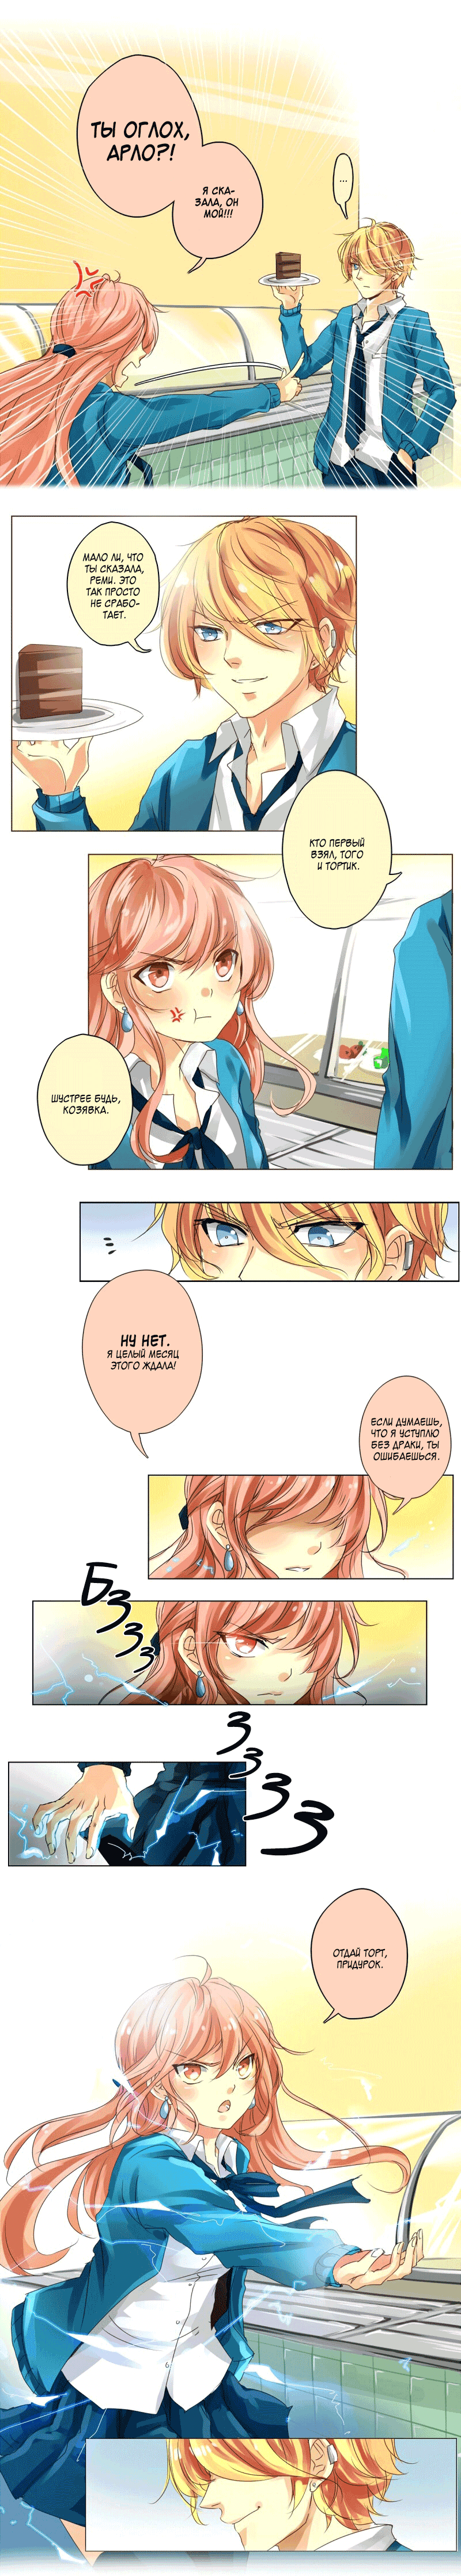 ТЫ ОГЛОХ,
АРЛО?!
Я СКА-
ЗАЛА, ОН
МОЙ!!!
...
МАЛО ЛИ, ЧТО
ТЫ СКАЗАЛА,
РЕМИ. ЭТО
ТАК ПРОСТО
НЕ СРАБО-
ТАЕТ.
КТО ПЕРВЫЙ
ВЗЯЛ, ТОГО
И ТОРТИК.
ШУСТРЕЕ БУДЬ,
КОЗЯВКА.
НУ НЕТ.
Я ЦЕЛЫЙ МЕСЯЦ
ЭТОГО ЖДАЛА!
ЕСЛИ ДУМАЕШЬ,
ЧТО Я УСТУПЛЮ
БЕЗ ДРАКИ, ТЫ
ОШИБАЕШЬСЯ.
БЗЗЗЗ
ЗЗЗЗ
ОТДАЙ ТОРТ,
ПРИДУРОК.